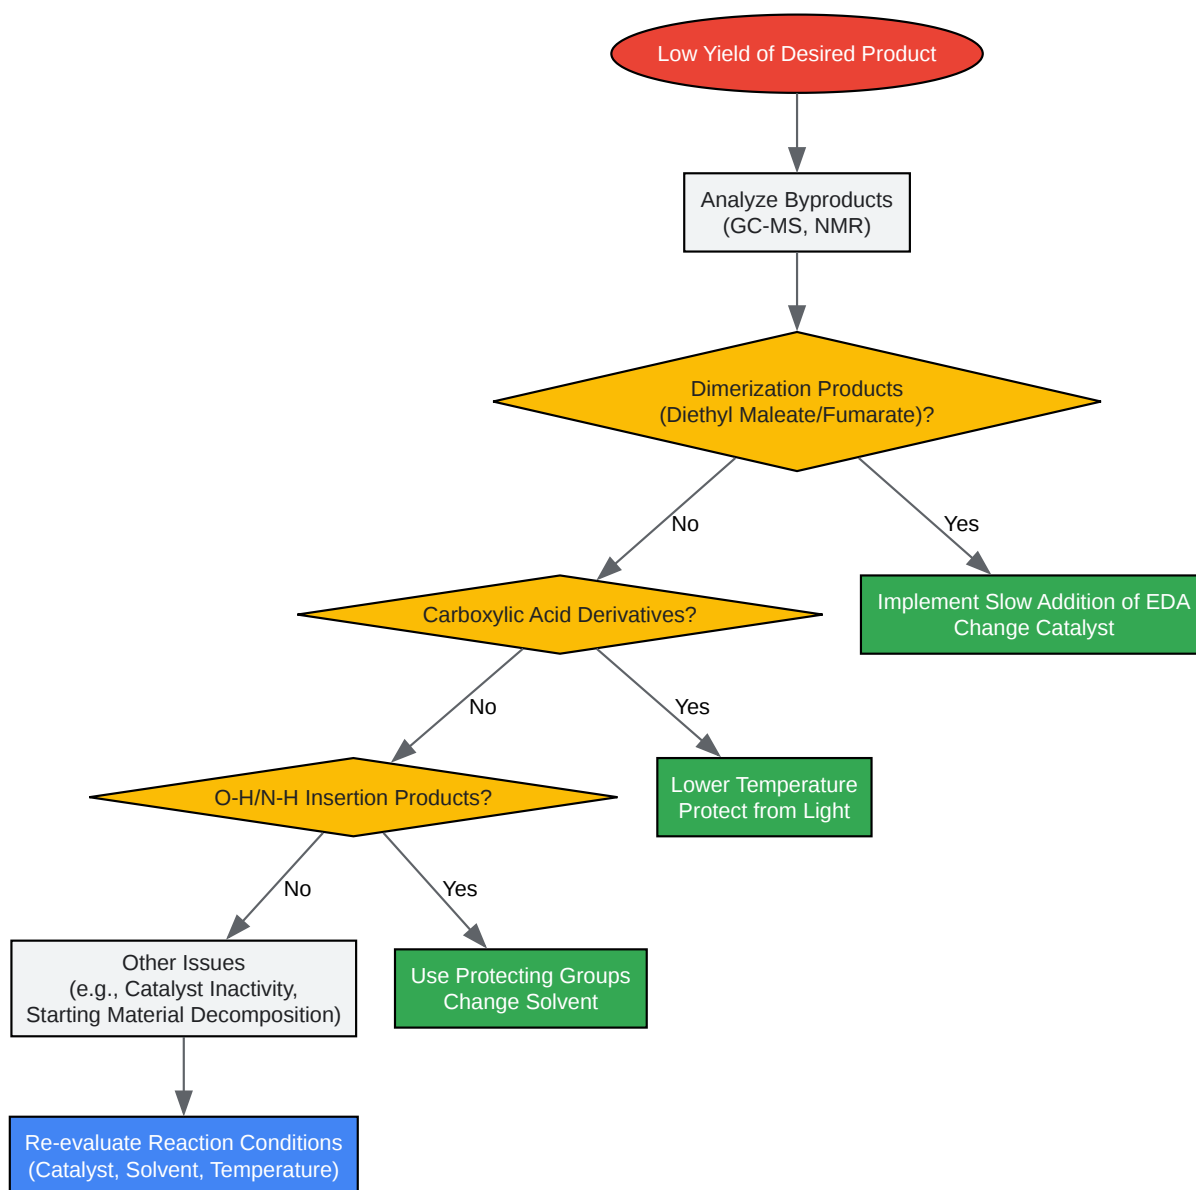 Low Yield of Desired Product
Analyze Byproducts
(GC-MS, NMR)
Dimerization Products
(Diethyl Maleate/Fumarate)?
No
Yes
Carboxylic Acid Derivatives?
Implement Slow Addition of EDA
Change Catalyst
No
Yes
O-H/N-H Insertion Products?
Lower Temperature
Protect from Light
No
Yes
Other Issues
(e.g., Catalyst Inactivity,
Starting Material Decomposition)
Use Protecting Groups
Change Solvent
Re-evaluate Reaction Conditions
(Catalyst, Solvent, Temperature)